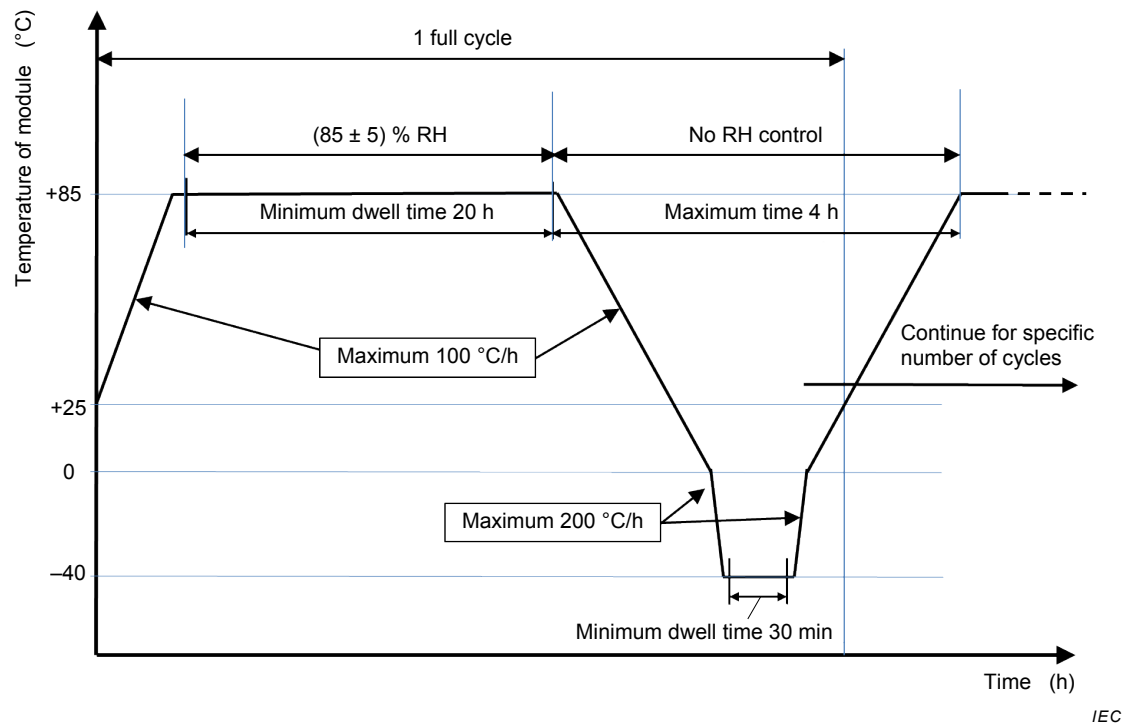 Temperature of module (°C)
1 full cycle
(85 ± 5) % RH
No RH control
+85
Minimum dwell time 20 h
Maximum time 4 h
Maximum 100 °C/h
Continue for specific
number of cycles
+25
0
Maximum 200 °C/h
–40
Minimum dwell time 30 min
Time (h)
IEC